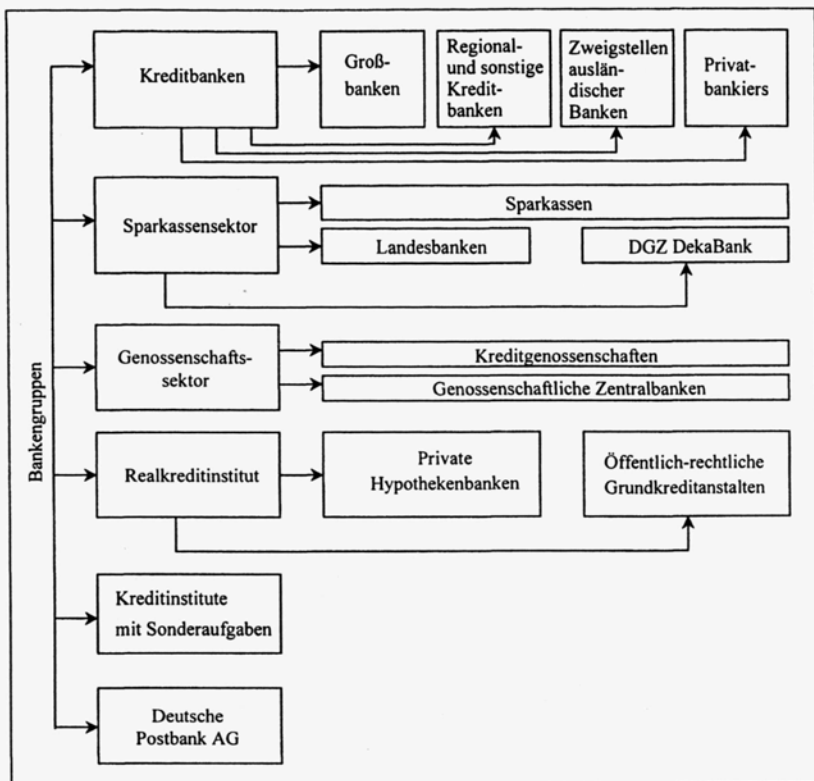 Bankengruppen
Kreditbanken
Groß-
banken
Regional-
und sonstige
Kredit-
banken
Zweigstellen
auslän-
discher
Banken
Privat-
bankiers
Sparkassensektor
Sparkassen
Landesbanken
DGZ DekaBank
Genossenschafts-
sektor
Kreditgenossenschaften
Genossenschaftliche Zentralbanken
Realkreditinstitut
Private
Hypothekenbanken
Öffentlich-rechtliche
Grundkreditanstalten
Kreditinstitute
mit Sonderaufgaben
Deutsche
Postbank AG